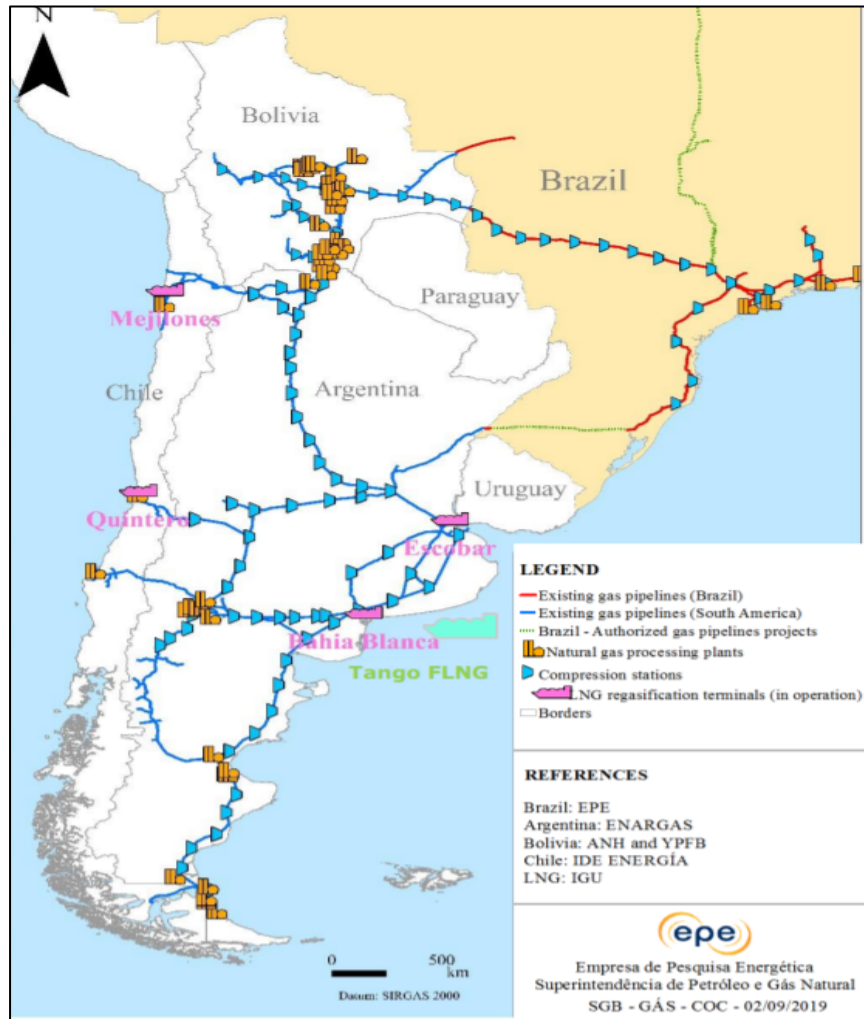 N
Bolivia
Brazil
Paraguay
Mejilones
Chile
Argentina
Uruguay
Quintero
Escobar
Bahia Blanca
Tango FLNG
LEGEND
Existing gas pipelines (Brazil)
Existing gas pipelines (South America)
Brazil - Authorized gas pipelines projects
Natural gas processing plants
Compression stations
LNG regasification terminals (in operation)
Borders
REFERENCES
Brazil: EPE
Argentina: ENARGAS
Bolivia: ANH and YPFB
Chile: IDE ENERGÍA
LNG: IGU
0 500
km
Datum: SIRGAS 2000
epe
Empresa de Pesquisa Energética
Superintendência de Petróleo e Gás Natural
SGB - GÁS - COC - 02/09/2019